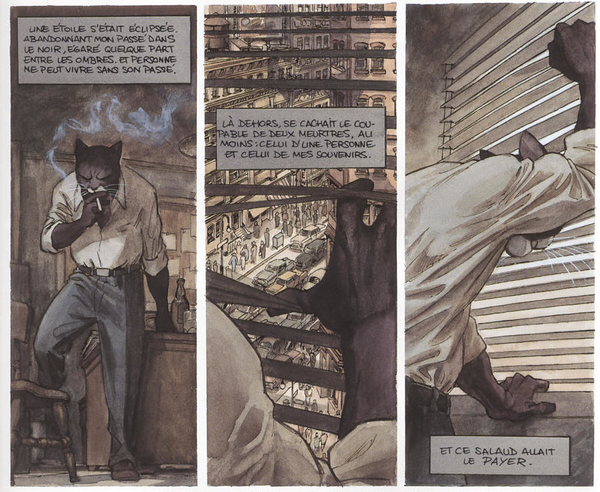 UNE ÉTOILE S'ÉTAIT ÉCLIPSÉE,
ABANDONNANT MON PASSÉ DANS
LE NOIR, ÉGARÉ QUELQUE PART
ENTRE LES OMBRES. ET PERSONNE
NE PEUT VIVRE SANS SON PASSÉ.
LÀ DEHORS, SE CACHAIT LE COU-
PABLE DE DEUX MEURTRES, AU
MOINS : CELUI D'UNE PERSONNE
ET CELUI DE MES SOUVENIRS.
ET CE SALAUD ALLAIT
LE PAYER.